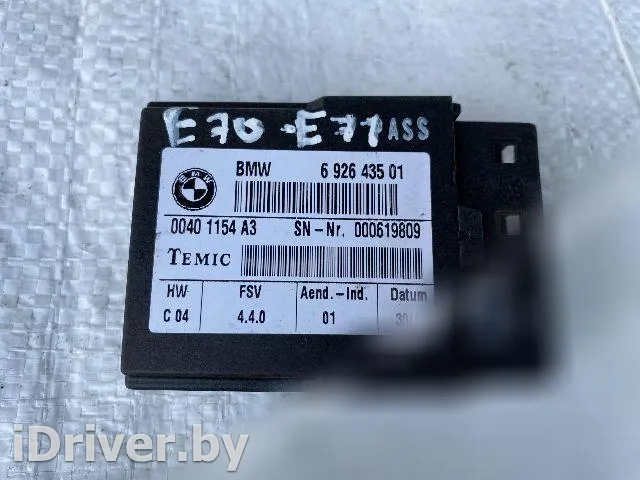 E70-E71 ASS
BMW 6 926 435 01
BMW
0040 1154 A3 SN-Nr. 000619809
TEMIC
HW FSV Aend.-Ind. Datum
C 04 4.4.0 01
iDriver.by